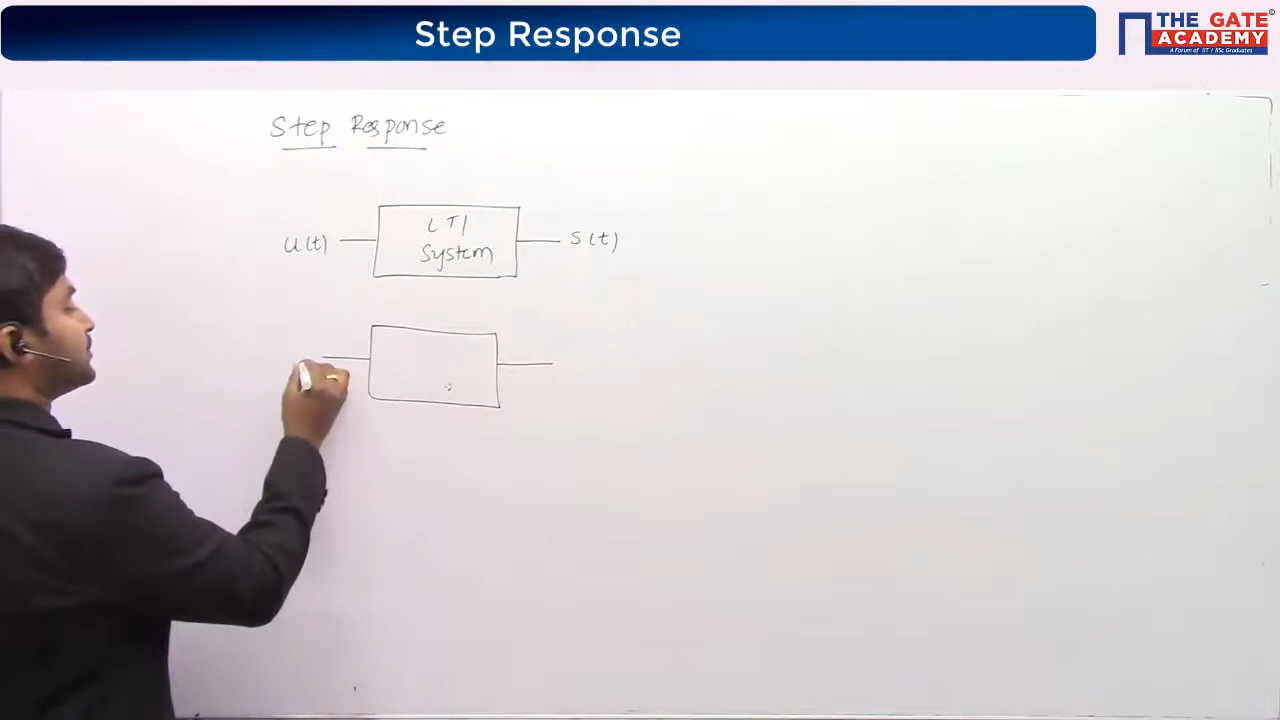 Step Response
THE GATE
ACADEMY
A Forum of IIT / IISc Graduates
©
Step Response
U(t)
LTI
System
S(t)